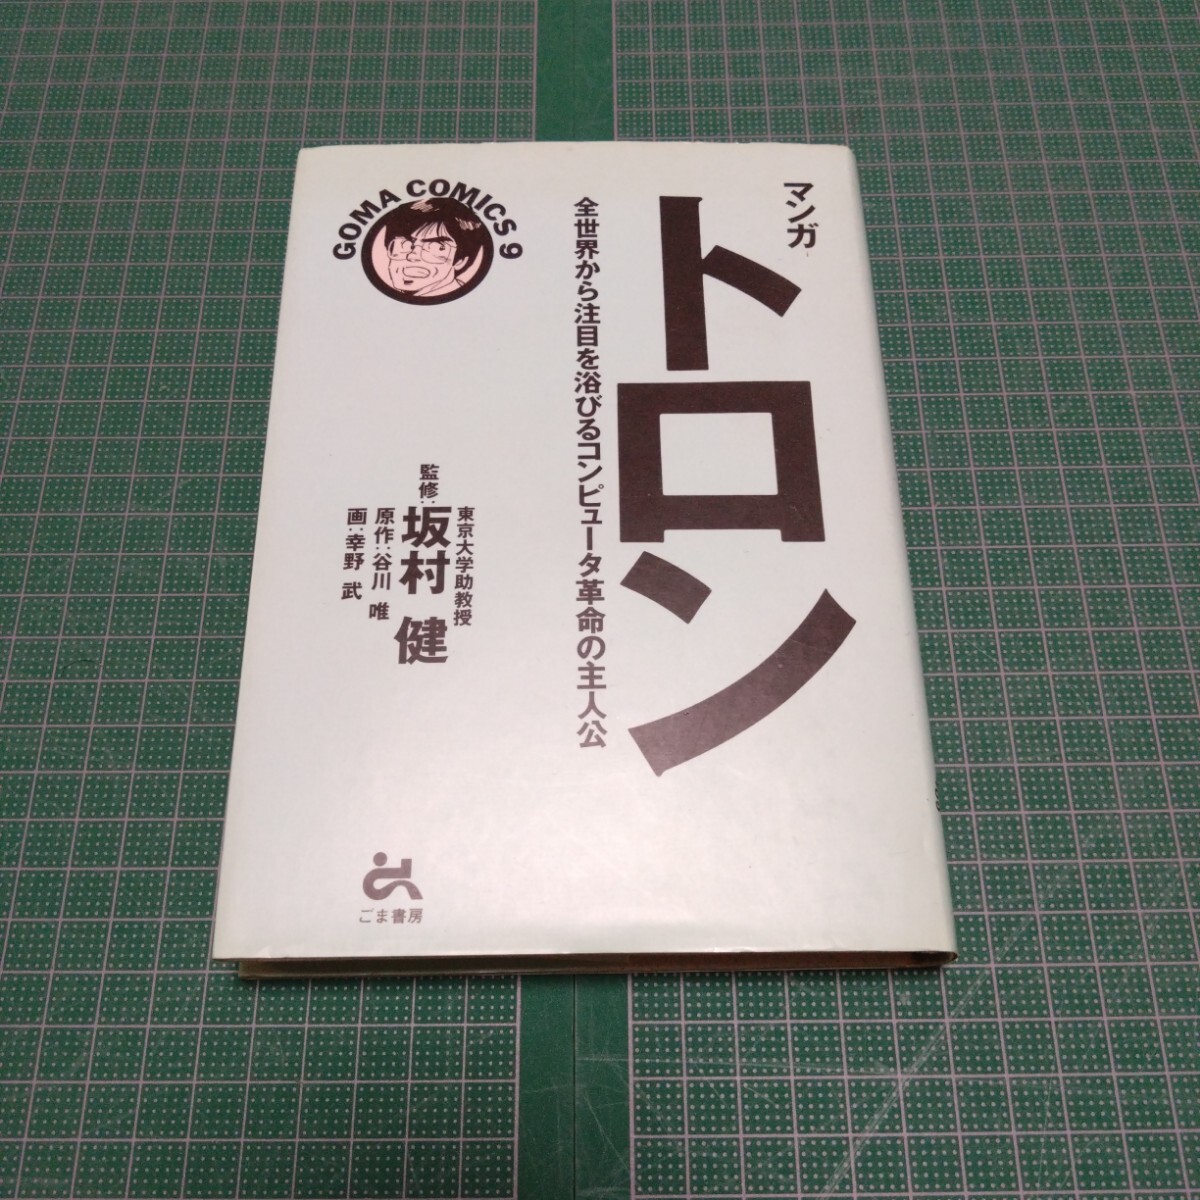 マンガ
トロン
全世界から注目を浴びるコンピュータ革命の主人公
GOMA COMICS 9
東京大学助教授
監修:坂村 健
原作:谷川 唯
画:幸野 武
ごま書房